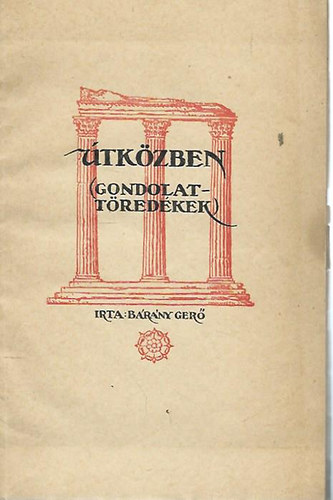 ÚTKÖZBEN
(GONDOLAT-
TÖREDÉKEK)
IRTA: BÁRÁNY GERŐ